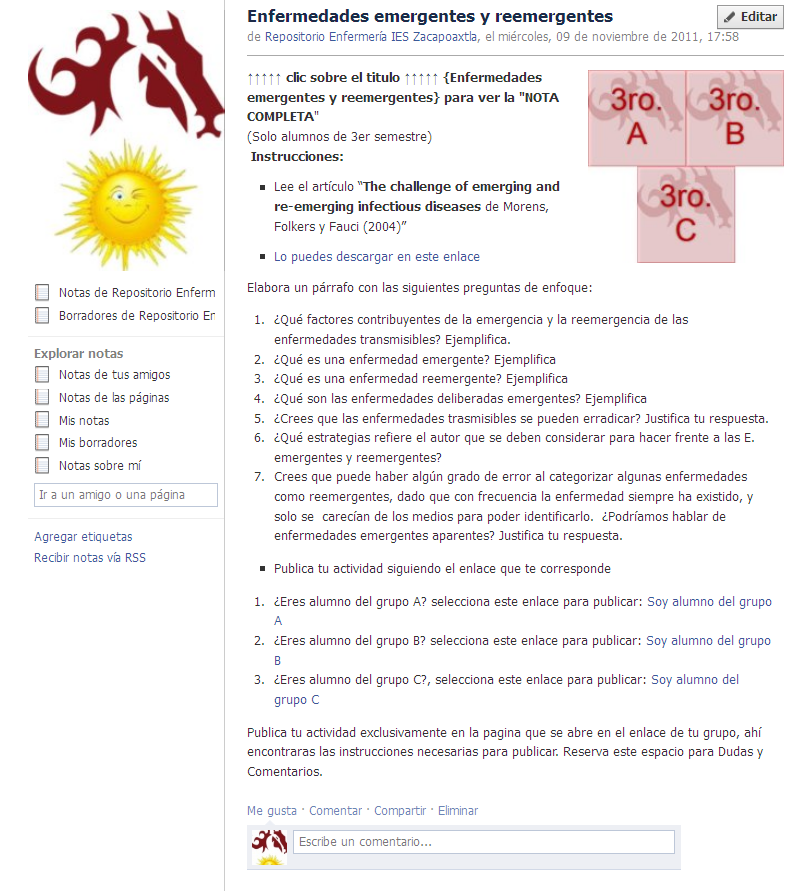 Enfermedades emergentes y reemergentes
Editar
de Repositorio Enfermería IES Zacapoaxtla, el miércoles, 09 de noviembre de 2011, 17:58
↑↑↑↑↑ clic sobre el titulo ↑↑↑↑↑ {Enfermedades
emergentes y reemergentes} para ver la "NOTA
COMPLETA"
(Solo alumnos de 3er semestre)
Instrucciones:
▪ Lee el artículo “The challenge of emerging and
re-emerging infectious diseases de Morens,
Folkers y Fauci (2004)”
▪ Lo puedes descargar en este enlace
3ro.
A
3ro.
B
3ro.
C
Elabora un párrafo con las siguientes preguntas de enfoque:
1. ¿Qué factores contribuyentes de la emergencia y la reemergencia de las
enfermedades transmisibles? Ejemplifica.
2. ¿Qué es una enfermedad emergente? Ejemplifica
3. ¿Qué es una enfermedad reemergente? Ejemplifica
4. ¿Qué son las enfermedades deliberadas emergentes? Ejemplifica
5. ¿Crees que las enfermedades trasmisibles se pueden erradicar? Justifica tu respuesta.
6. ¿Qué estrategias refiere el autor que se deben considerar para hacer frente a las E.
emergentes y reemergentes?
7. Crees que puede haber algún grado de error al categorizar algunas enfermedades
como reemergentes, dado que con frecuencia la enfermedad siempre ha existido, y
solo se carecían de los medios para poder identificarlo. ¿Podríamos hablar de
enfermedades emergentes aparentes? Justifica tu respuesta.
▪ Publica tu actividad siguiendo el enlace que te corresponde
1. ¿Eres alumno del grupo A? selecciona este enlace para publicar: Soy alumno del grupo
A
2. ¿Eres alumno del grupo B? selecciona este enlace para publicar: Soy alumno del grupo
B
3. ¿Eres alumno del grupo C?, selecciona este enlace para publicar: Soy alumno del
grupo C
Publica tu actividad exclusivamente en la pagina que se abre en el enlace de tu grupo, ahí
encontraras las instrucciones necesarias para publicar. Reserva este espacio para Dudas y
Comentarios.
Me gusta · Comentar · Compartir · Eliminar
Escribe un comentario...
Notas de Repositorio Enferm
Borradores de Repositorio Er
Explorar notas
Notas de tus amigos
Notas de las páginas
Mis notas
Mis borradores
Notas sobre mí
Ir a un amigo o una página
Agregar etiquetas
Recibir notas vía RSS